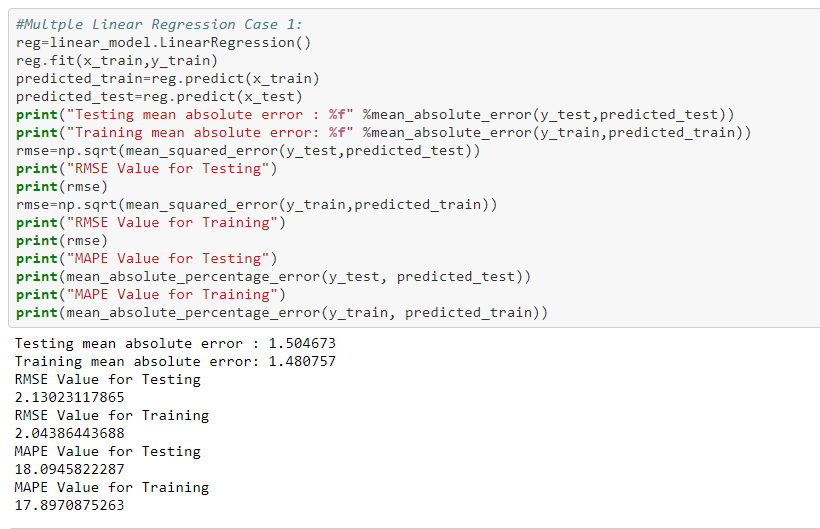 #Multple Linear Regression Case 1:
reg=linear_model.LinearRegression()
reg.fit(x_train,y_train)
predicted_train=reg.predict(x_train)
predicted_test=reg.predict(x_test)
print("Testing mean absolute error : %f" %mean_absolute_error(y_test,predicted_test))
print("Training mean absolute error: %f" %mean_absolute_error(y_train,predicted_train))
rmse=np.sqrt(mean_squared_error(y_test,predicted_test))
print("RMSE Value for Testing")
print(rmse)
rmse=np.sqrt(mean_squared_error(y_train,predicted_train))
print("RMSE Value for Training")
print(rmse)
print("MAPE Value for Testing")
print(mean_absolute_percentage_error(y_test, predicted_test))
print("MAPE Value for Training")
print(mean_absolute_percentage_error(y_train, predicted_train))
Testing mean absolute error : 1.504673
Training mean absolute error: 1.480757
RMSE Value for Testing
2.13023117865
RMSE Value for Training
2.04386443688
MAPE Value for Testing
18.0945822287
MAPE Value for Training
17.8970875263